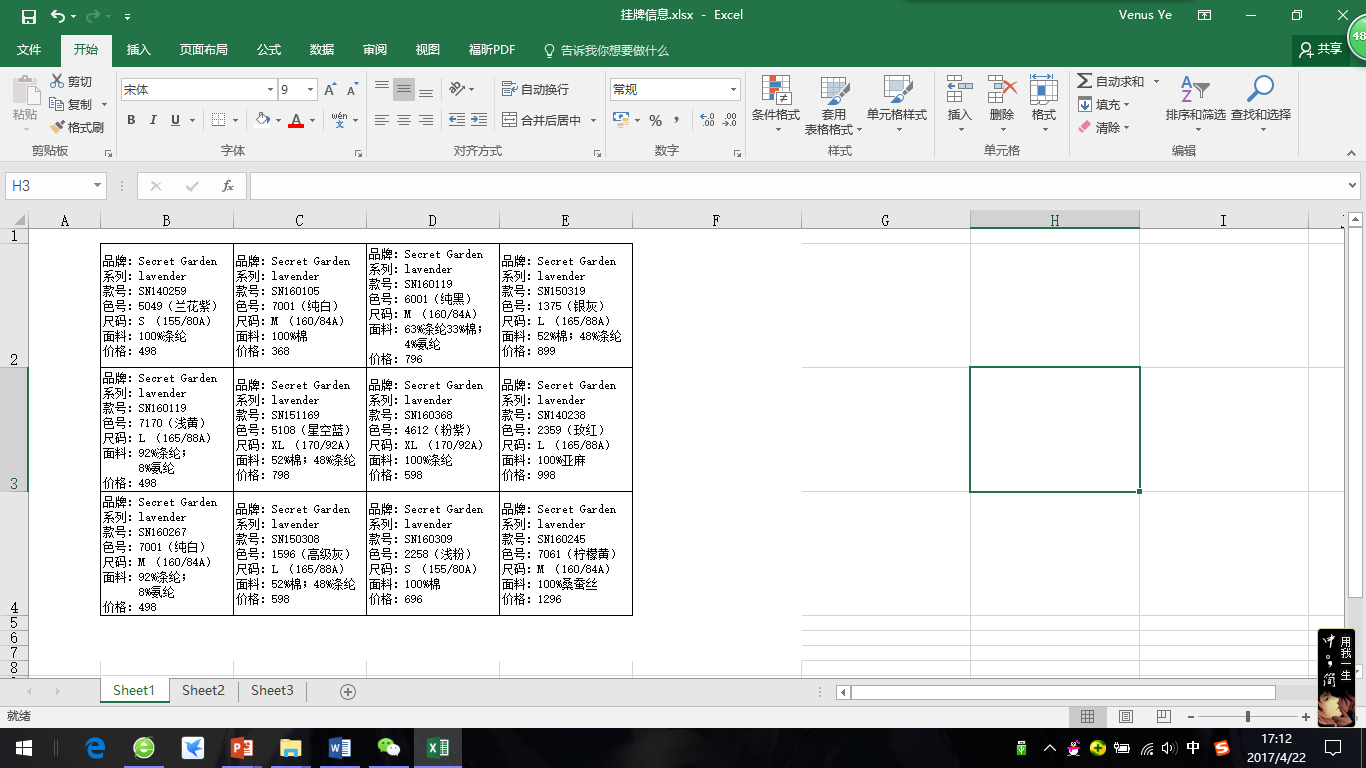 挂牌信息.xlsx - Excel
Venus Ye
48
文件 开始 插入 页面布局 公式 数据 审阅 视图 福昕PDF 告诉我你想要做什么 共享
粘贴 剪切 复制 格式刷 剪贴板
宋体 9 B I U wén 字体
自动换行 合并后居中 对齐方式
常规 % 数字
条件格式 套用表格格式 单元格样式 样式
插入 删除 格式 单元格
自动求和 填充 清除 排序和筛选 查找和选择 编辑
H3 fx
A B C D E F G H I
1
2
品牌：Secret Garden
系列：lavender
款号：SN140259
色号：5049（兰花紫）
尺码：S （155/80A）
面料：100%涤纶
价格：498
品牌：Secret Garden
系列：lavender
款号：SN160105
色号：7001（纯白）
尺码：M （160/84A）
面料：100%棉
价格：368
品牌：Secret Garden
系列：lavender
款号：SN160119
色号：6001（纯黑）
尺码：M （160/84A）
面料：63%涤纶33%棉；
4%氨纶
价格：796
品牌：Secret Garden
系列：lavender
款号：SN150319
色号：1375（银灰）
尺码：L （165/88A）
面料：52%棉；48%涤纶
价格：899
3
品牌：Secret Garden
系列：lavender
款号：SN160119
色号：7170（浅黄）
尺码：L （165/88A）
面料：92%涤纶；
8%氨纶
价格：498
品牌：Secret Garden
系列：lavender
款号：SN151169
色号：5108（星空蓝）
尺码：XL （170/92A）
面料：52%棉；48%涤纶
价格：798
品牌：Secret Garden
系列：lavender
款号：SN160368
色号：4612（粉紫）
尺码：XL （170/92A）
面料：100%涤纶
价格：598
品牌：Secret Garden
系列：lavender
款号：SN140238
色号：2359（玫红）
尺码：L （165/88A）
面料：100%亚麻
价格：998
4
品牌：Secret Garden
系列：lavender
款号：SN160267
色号：7001（纯白）
尺码：M （160/84A）
面料：92%涤纶；
8%氨纶
价格：498
品牌：Secret Garden
系列：lavender
款号：SN150308
色号：1596（高级灰）
尺码：L （165/88A）
面料：52%棉；48%涤纶
价格：598
品牌：Secret Garden
系列：lavender
款号：SN160309
色号：2258（浅粉）
尺码：S （155/80A）
面料：100%棉
价格：696
品牌：Secret Garden
系列：lavender
款号：SN160245
色号：7061（柠檬黄）
尺码：M （160/84A）
面料：100%桑蚕丝
价格：1296
5
6
7
8
用我一生
中。简
Sheet1 Sheet2 Sheet3
就绪
中
17:12
2017/4/22